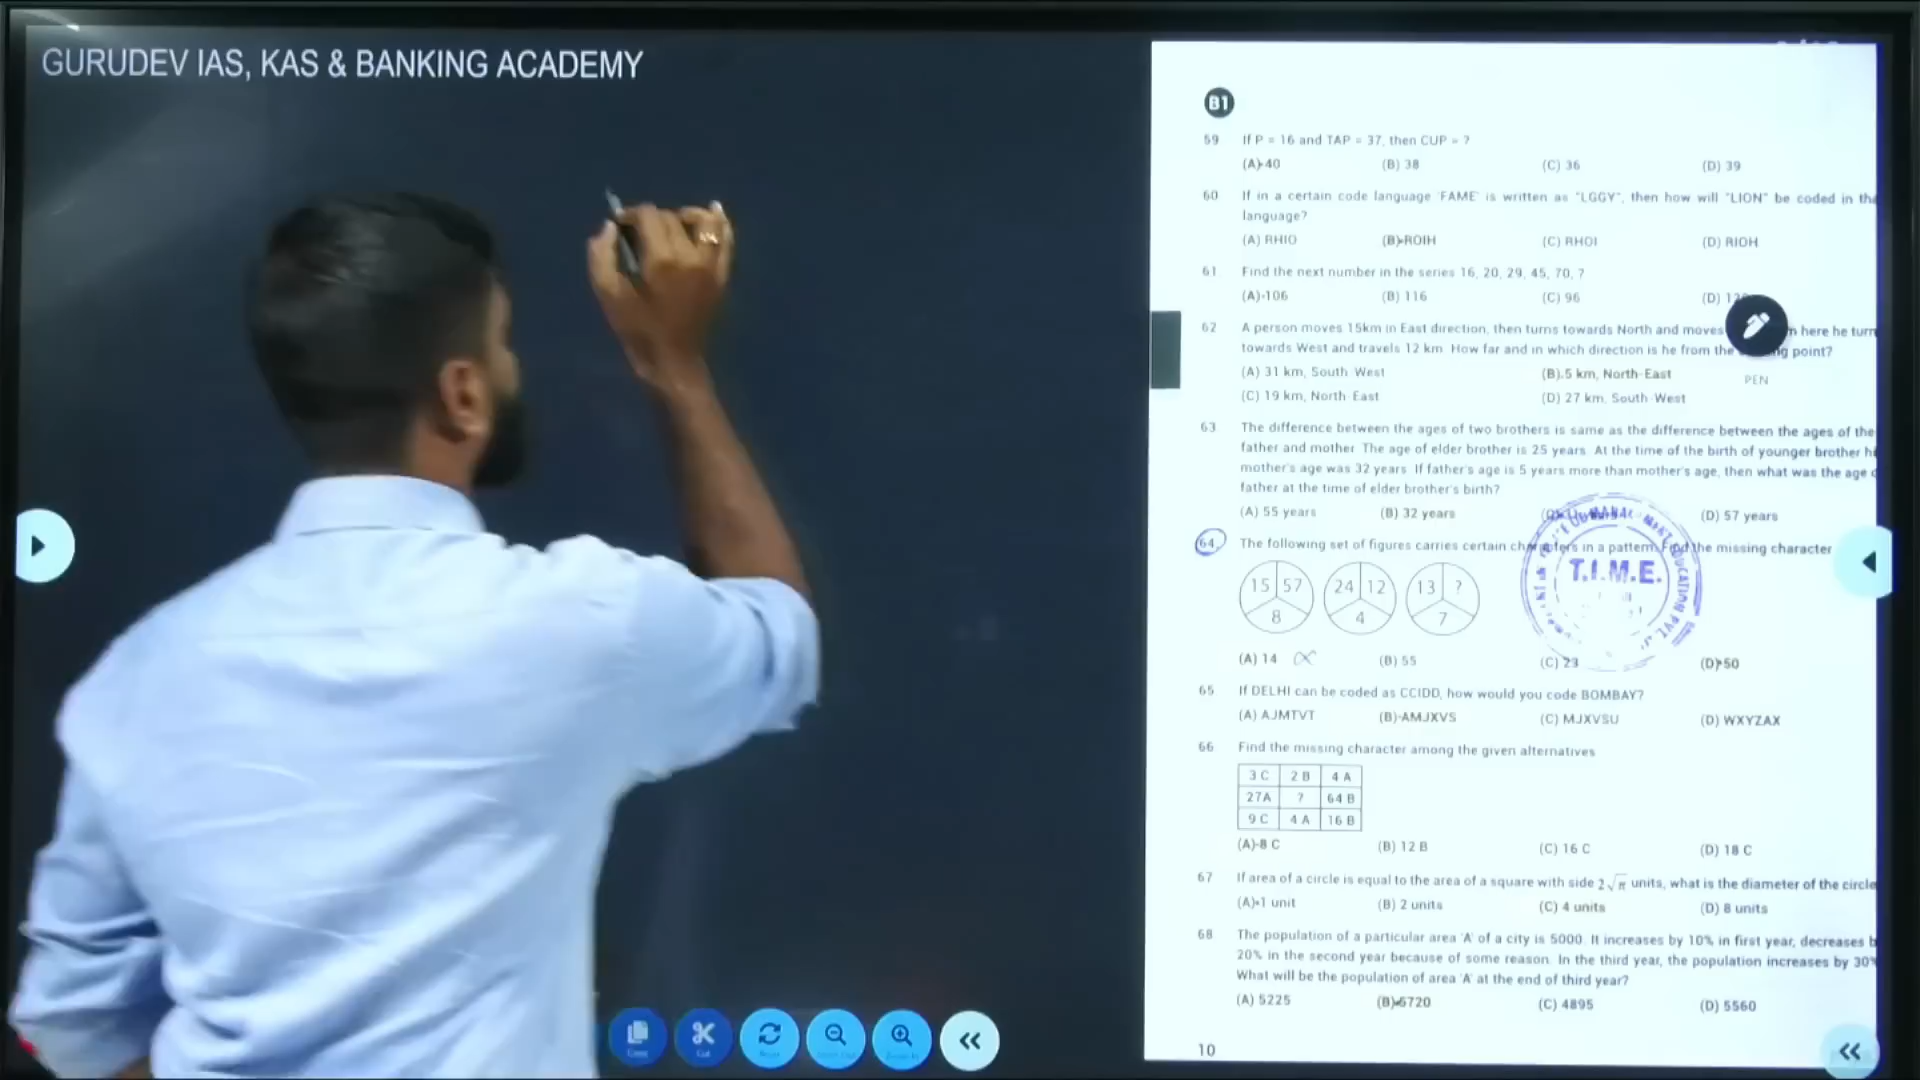 GURUDEV IAS, KAS & BANKING ACADEMY
B1
59 If P = 16 and TAP = 37, then CUP = ?
(A) 40 (B) 38 (C) 36 (D) 39
60 If in a certain code language 'FAME' is written as "LGGY", then how will "LION" be coded in
language?
(A) RHIO (B) ROIH (C) RHOI (D) RIOH
61 Find the next number in the series 16, 20, 29, 45, 70, ?
(A) 106 (B) 116 (C) 96 (D)
62 A person moves 15km in East direction, then turns towards North and moves here he turn
towards West and travels 12 km. How far and in which direction is he from the point?
(A) 31 km, South West (B) 5 km, North-East
PEN
(C) 19 km, North East (D) 27 km, South-West
63 The difference between the ages of two brothers is same as the difference between the ages of the
father and mother. The age of elder brother is 25 years. At the time of the birth of younger brother
mother's age was 32 years. If father's age is 5 years more than mother's age, then what was the age
father at the time of elder brother's birth?
(A) 55 years (B) 32 years (D) 57 years
64 The following set of figures carries certain characters in a pattern. Find the missing character
15 57 24 12 13 ?
8 4 7
T.I.M.E.
(A) 14 (B) 55 (C) 23 (D) 50
65 If DELHI can be coded as CCIDD, how would you code BOMBAY?
(A) AJMTVT (B) AMJXVS (C) MJXVSU (D) WXYZAX
66 Find the missing character among the given alternatives
3 C 2 B 4 A
27A ? 64 B
9 C 4 A 16 B
(A) 8 C (B) 12 B (C) 16 C (D) 18 C
67 If area of a circle is equal to the area of a square with side 2√π units, what is the diameter of the circle
(A) 1 unit (B) 2 units (C) 4 units (D) 8 units
68 The population of a particular area 'A' of a city is 5000. It increases by 10% in first year, decreases
20% in the second year because of some reason. In the third year, the population increases by 30%
What will be the population of area 'A' at the end of third year?
(A) 5225 (B) 5720 (C) 4895 (D) 5560
10